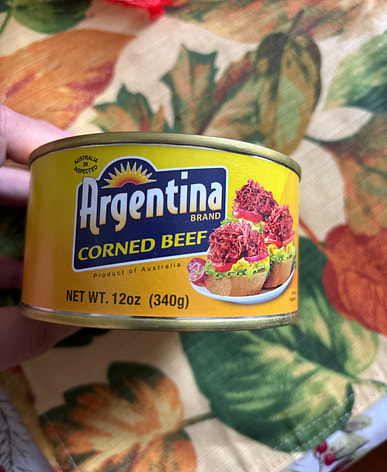 AUSTRALIA
INSPECTED
Argentina
BRAND
CORNED BEEF
Product of Australia
NET WT. 12oz (340g)